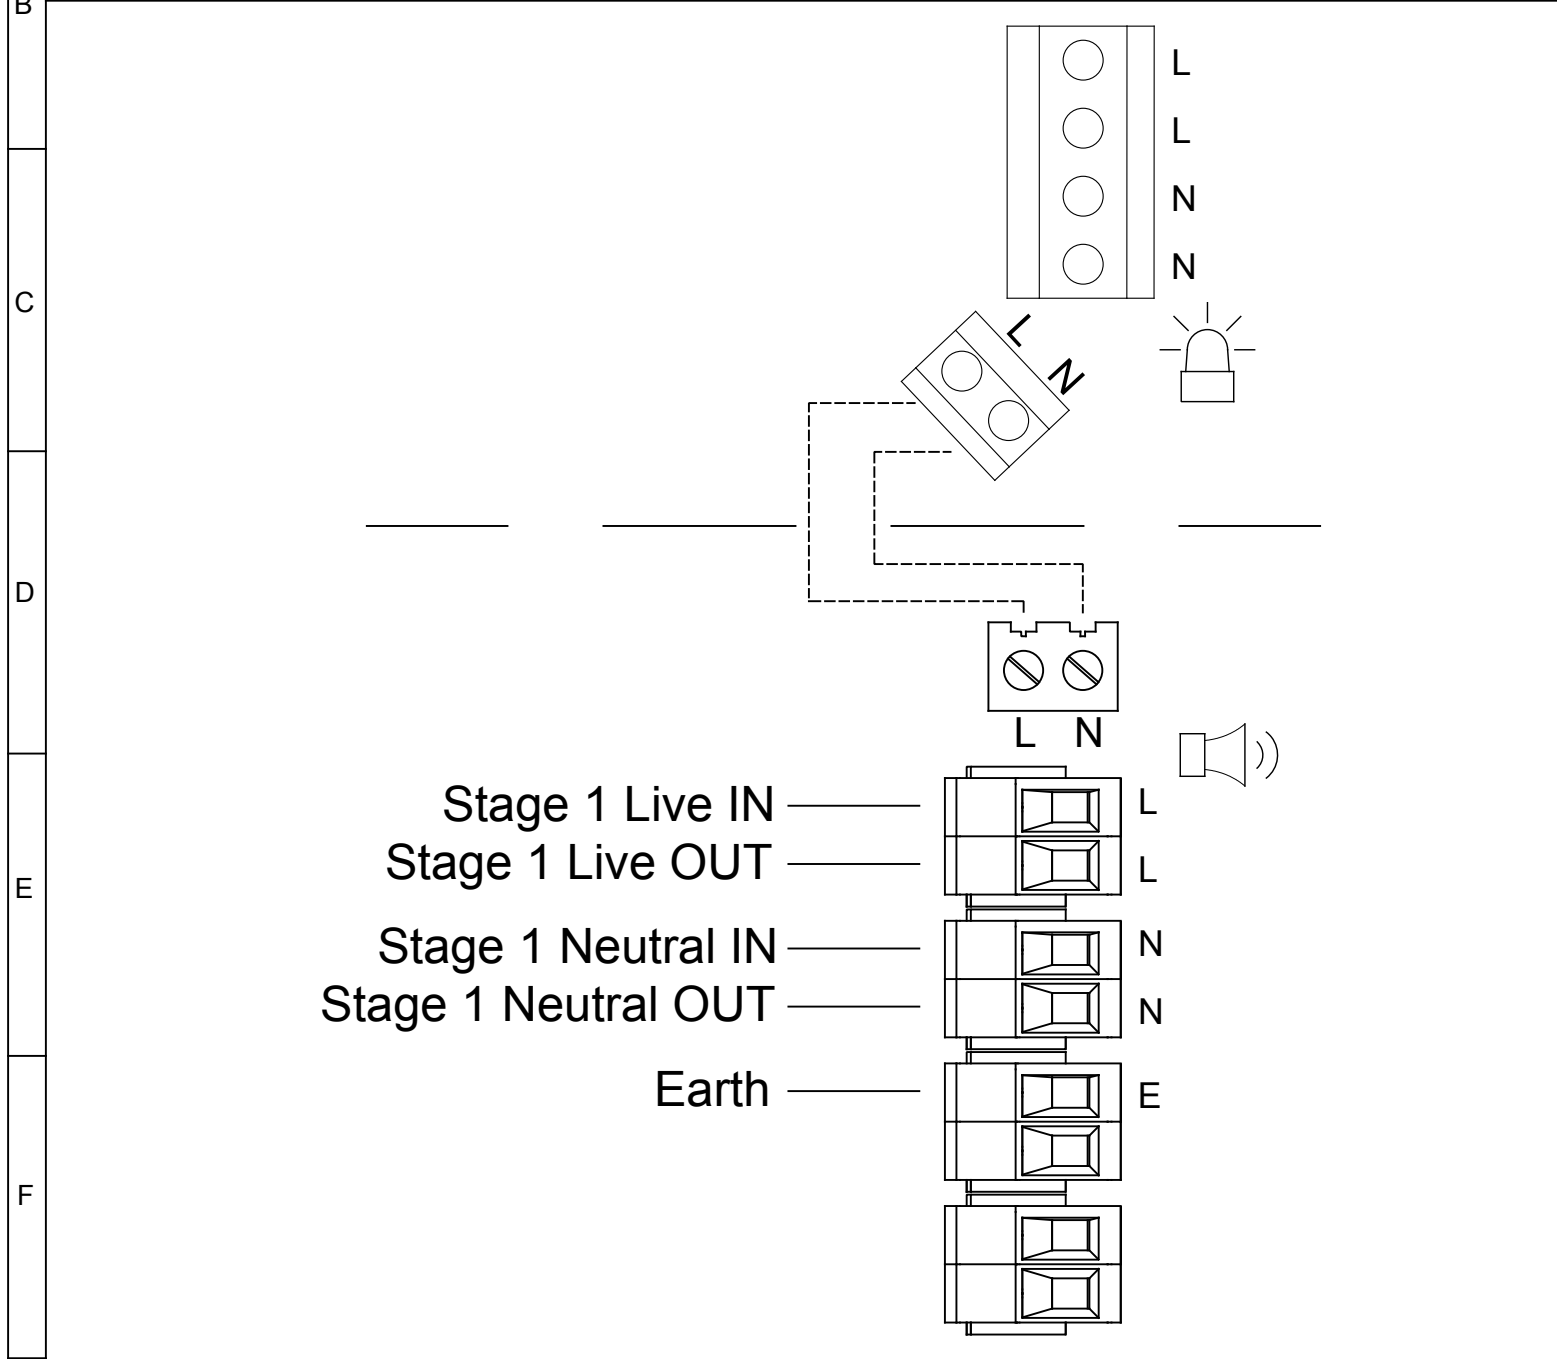 B
L
L
N
N
C
L
N
D
L N
Stage 1 Live IN L
Stage 1 Live OUT L
E
Stage 1 Neutral IN N
Stage 1 Neutral OUT N
Earth E
F